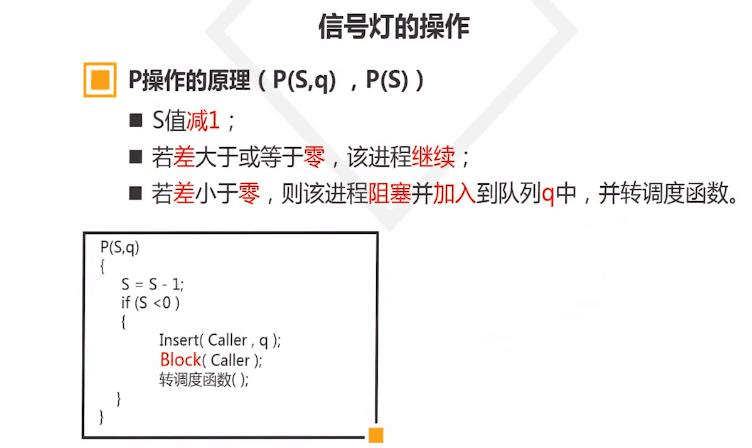 信号灯的操作
P操作的原理（P(S,q) ，P(S)）
■ S值减1；
■ 若差大于或等于零，该进程继续；
■ 若差小于零，则该进程阻塞并加入到队列q中，并转调度函数。
P(S,q)
{
S = S - 1;
if (S <0 )
{
Insert( Caller , q );
Block( Caller );
转调度函数( );
}
}